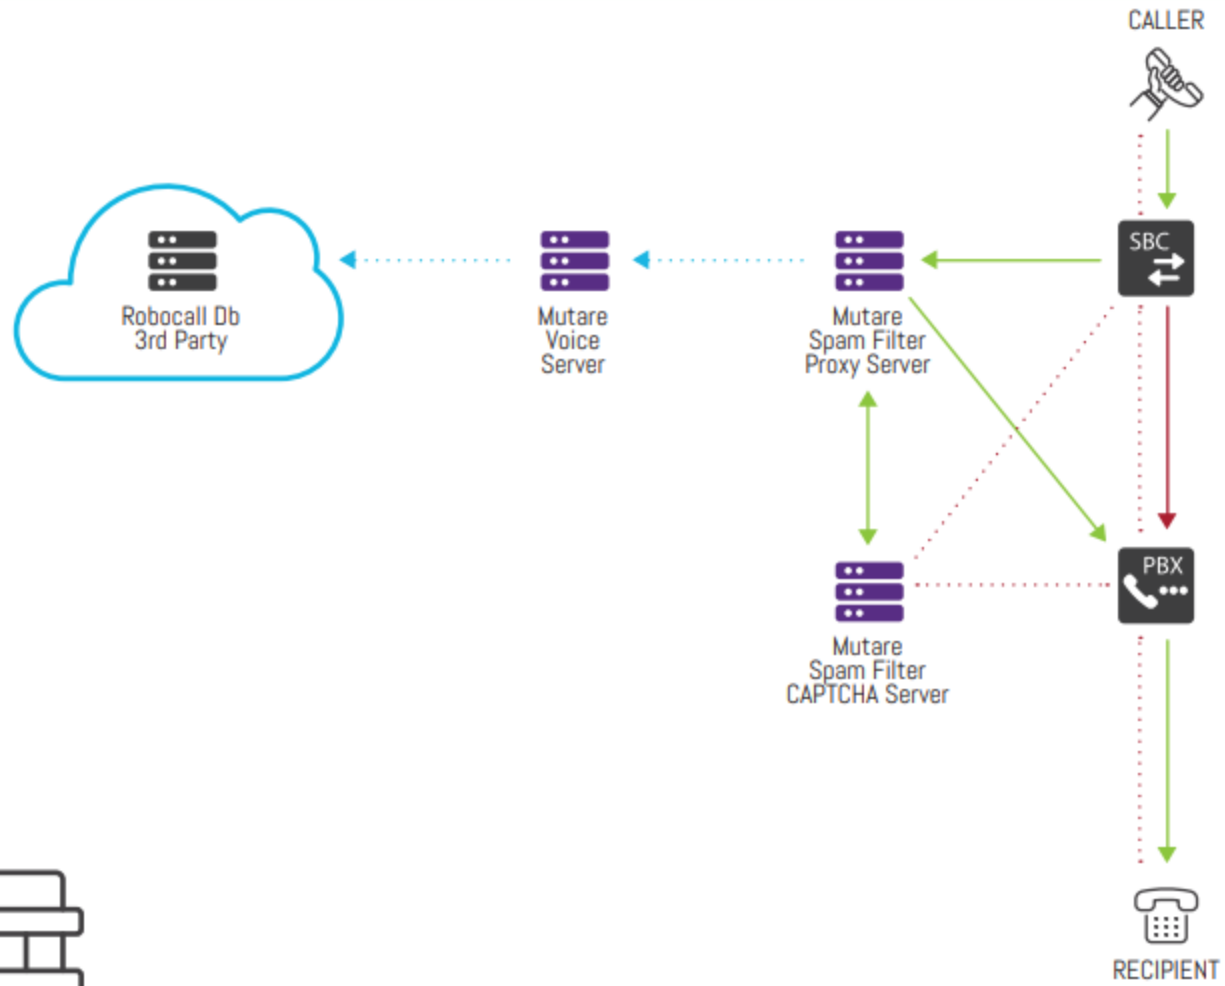 CALLER
SBC
Robocall Db
3rd Party
Mutare
Voice
Server
Mutare
Spam Filter
Proxy Server
PBX
Mutare
Spam Filter
CAPTCHA Server
RECIPIENT